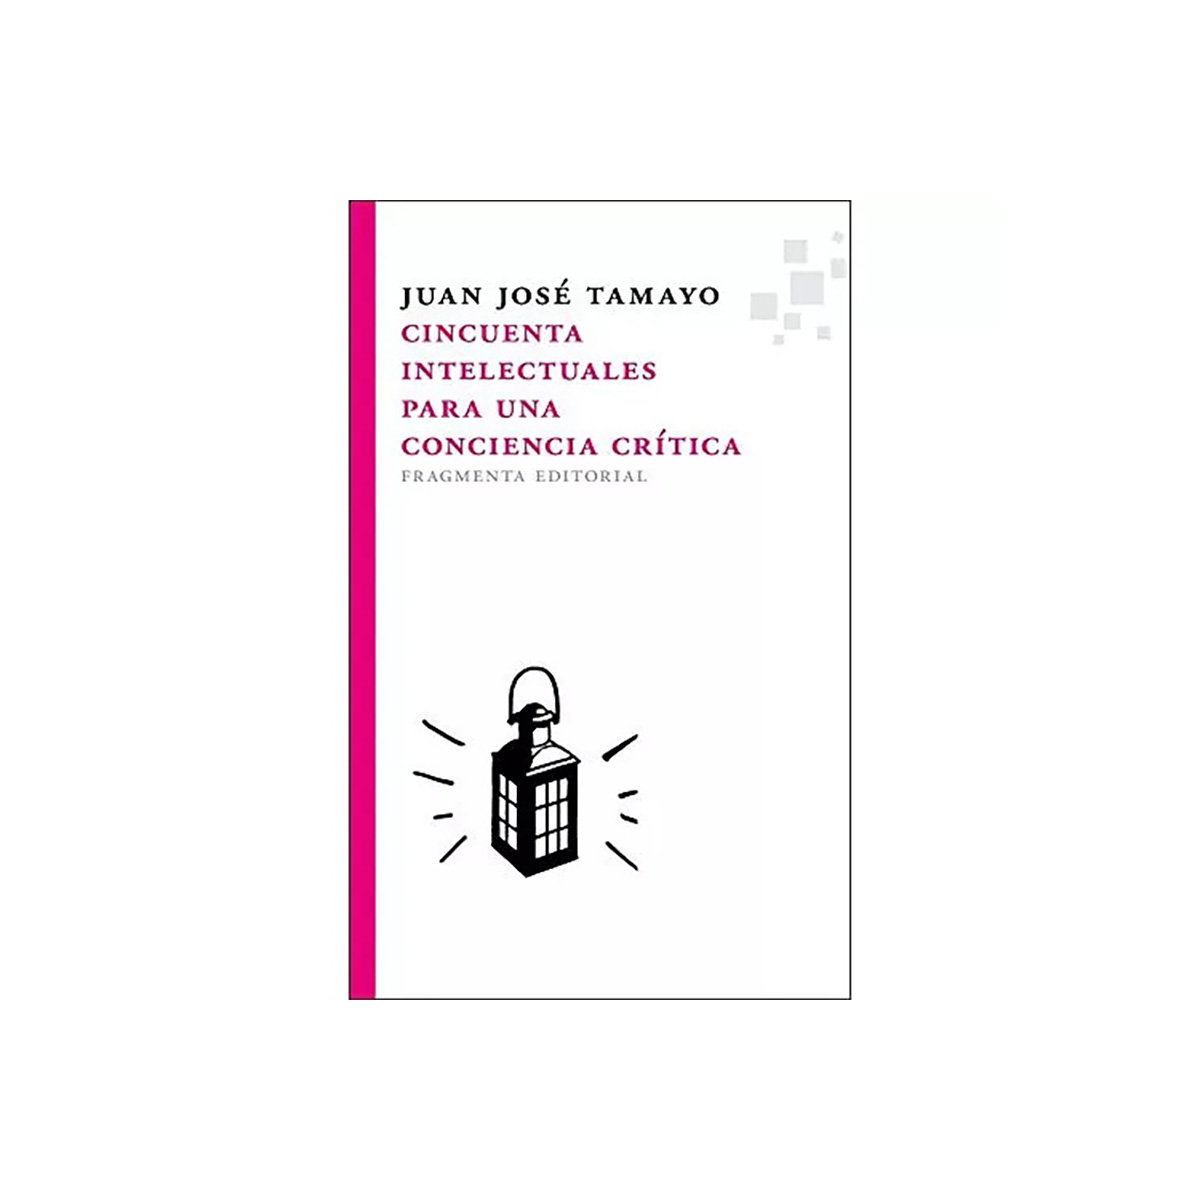 JUAN JOSÉ TAMAYO
CINCUENTA
INTELECTUALES
PARA UNA
CONCIENCIA CRÍTICA
FRAGMENTA EDITORIAL